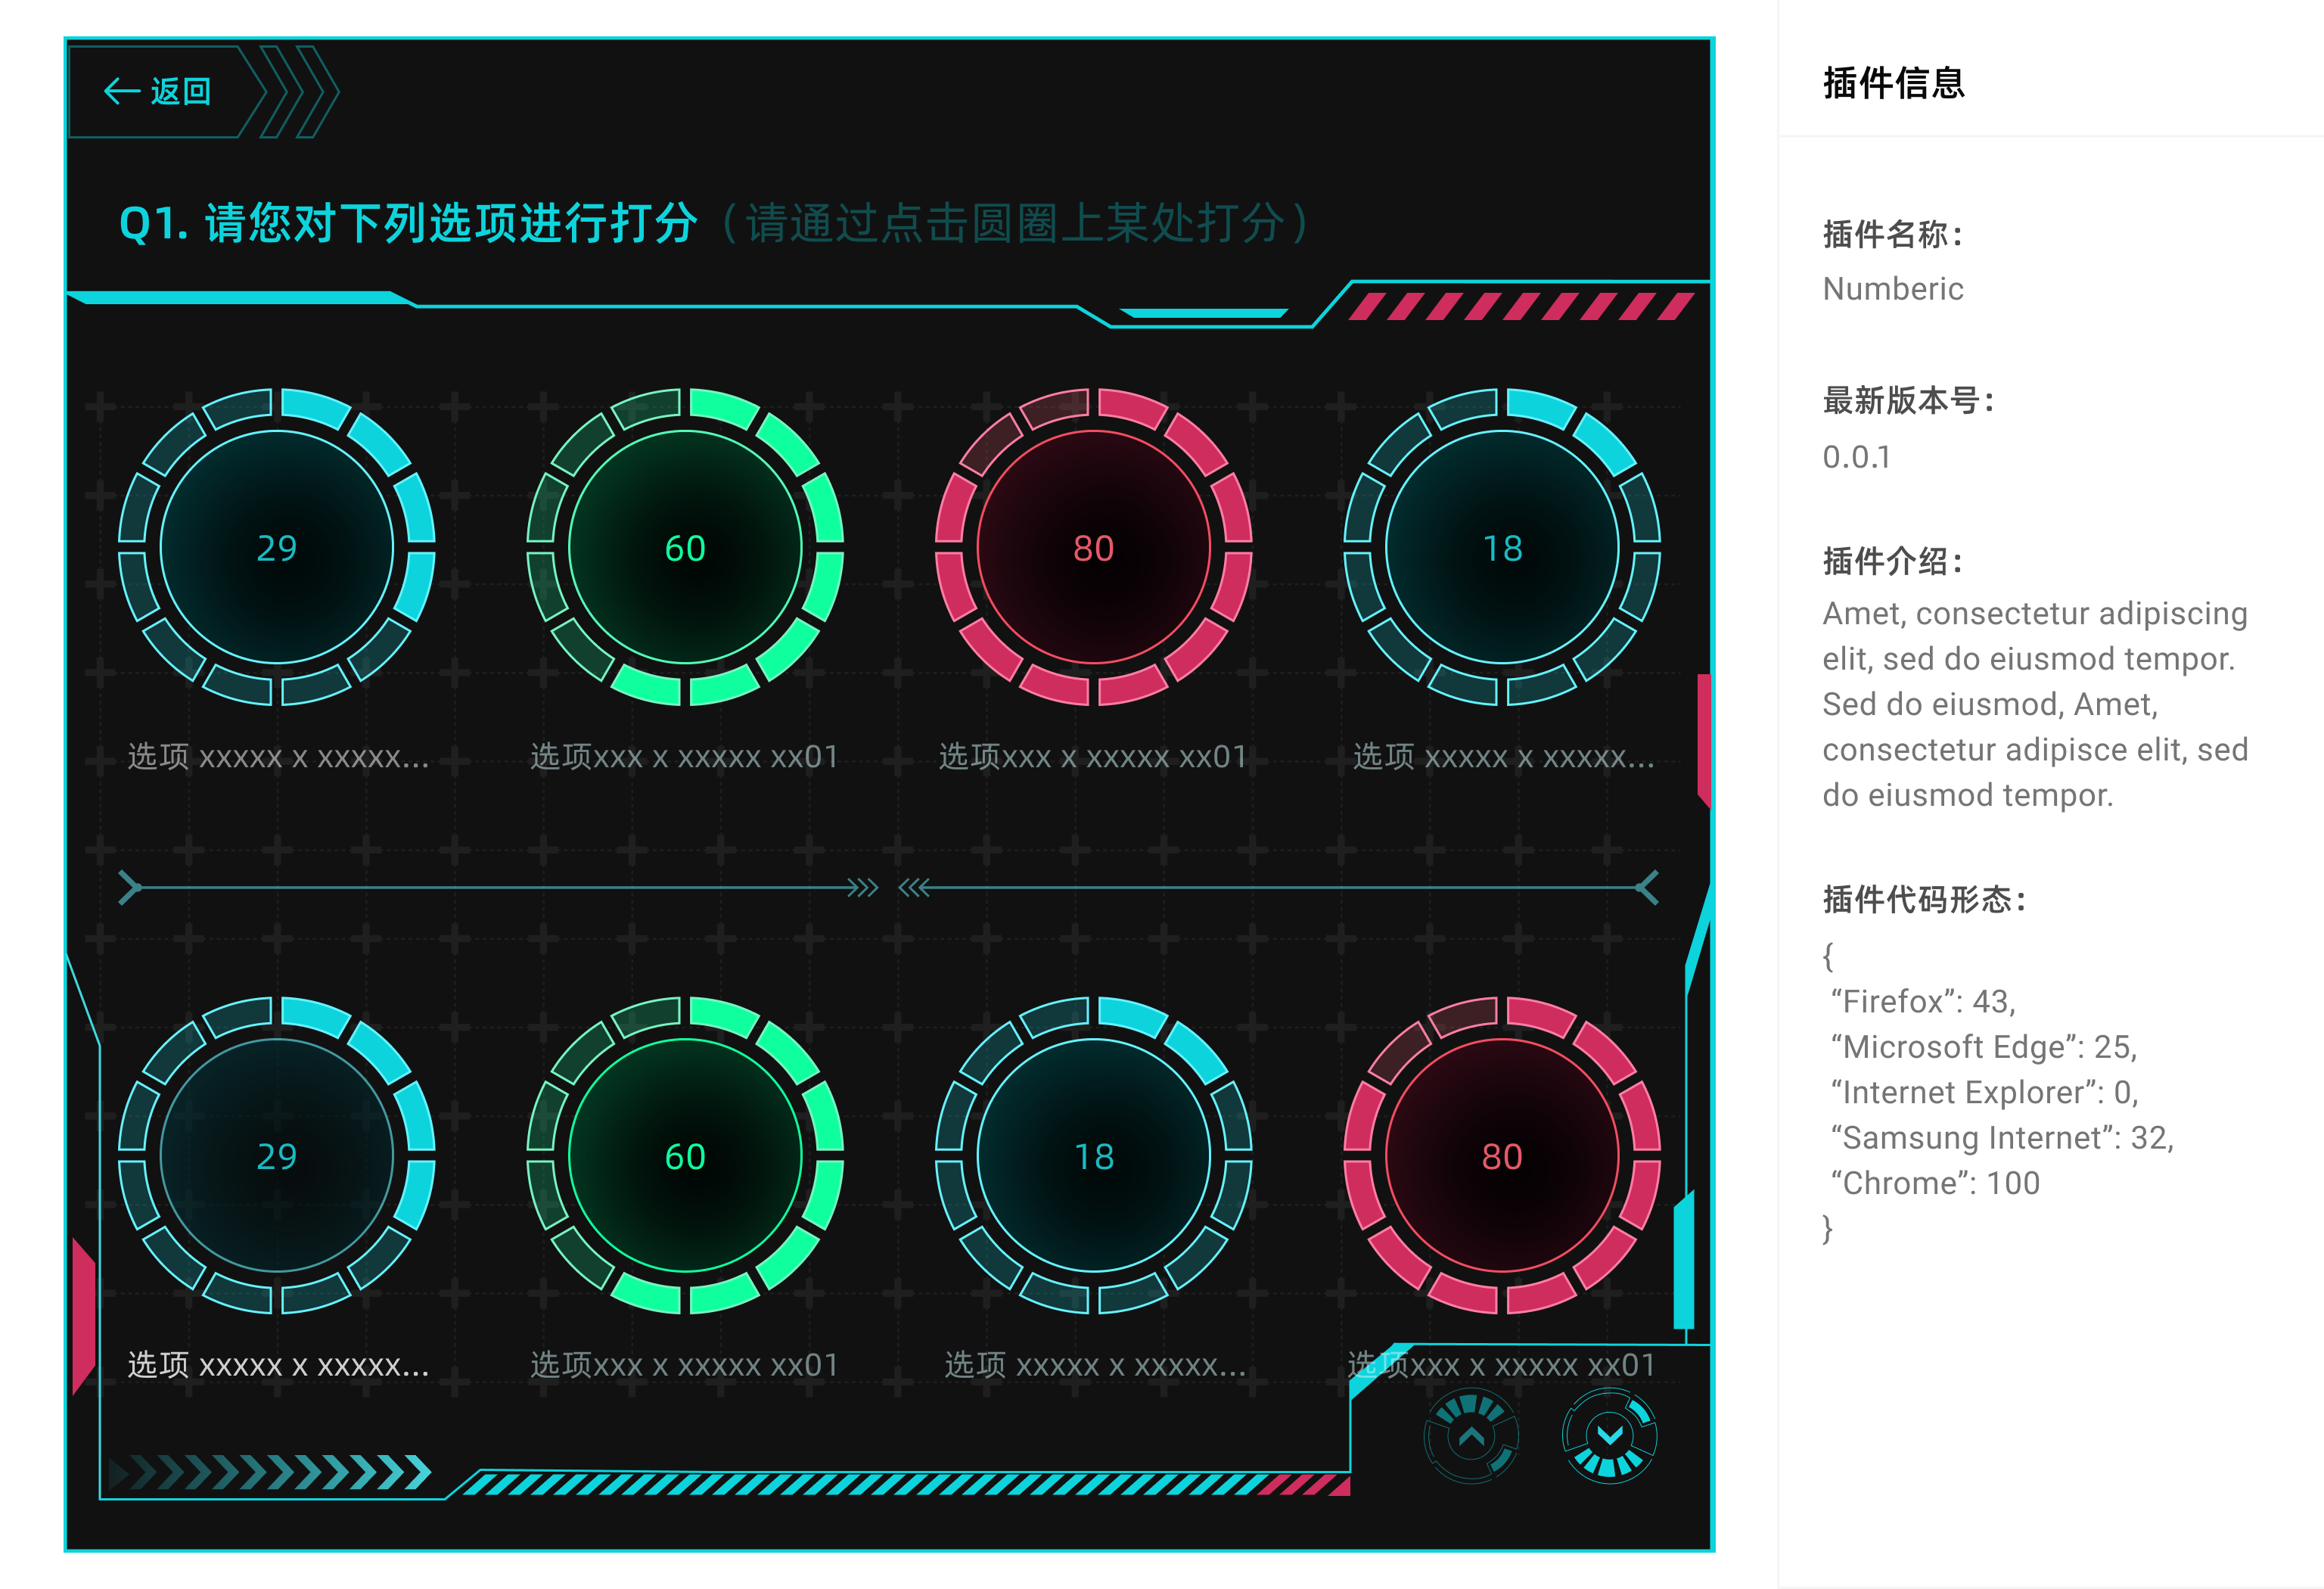 返回
Q1. 请您对下列选项进行打分（请通过点击圆圈上某处打分）
29
60
80
18
选项 xxxxx x xxxxx...
选项xxx x xxxxx xx01
选项xxx x xxxxx xx01
选项 xxxxx x xxxxx...
29
60
18
80
选项 xxxxx x xxxxx...
选项xxx x xxxxx xx01
选项 xxxxx x xxxxx...
选项xxx x xxxxx xx01
插件信息
插件名称：
Numberic
最新版本号：
0.0.1
插件介绍：
Amet, consectetur adipiscing
elit, sed do eiusmod tempor.
Sed do eiusmod, Amet,
consectetur adipisce elit, sed
do eiusmod tempor.
插件代码形态：
{
“Firefox”: 43,
“Microsoft Edge”: 25,
“Internet Explorer”: 0,
“Samsung Internet”: 32,
“Chrome”: 100
}